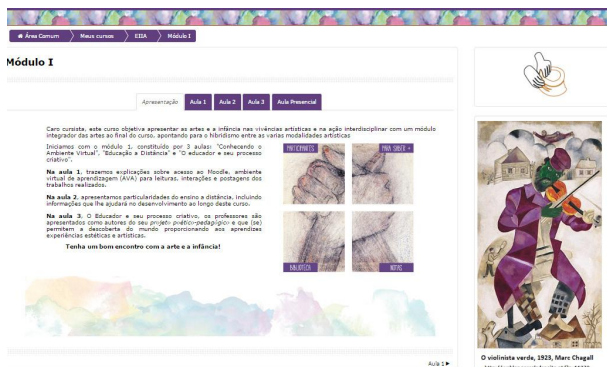 Área Comum
Meus cursos
EIIA
Módulo I
Módulo I
Apresentação
Aula 1
Aula 2
Aula 3
Aula Presencial
Caro cursista, este curso objetiva apresentar as artes e a infância nas vivências artísticas e na ação interdisciplinar com um módulo
integrador das artes ao final do curso, apontando para o hibridismo entre as varias modalidades artísticas
Iniciamos com o módulo 1, constituído por 3 aulas: "Conhecendo o
Ambiente Virtual", "Educação a Distância" e "O educador e seu processo
criativo".
Na aula 1, trazemos explicações sobre acesso ao Moodle, ambiente
virtual de aprendizagem (AVA) para leituras, interações e postagens dos
trabalhos realizados.
Na aula 2, apresentamos particularidades do ensino a distância, incluindo
informações que lhe ajudará no desenvolvimento ao longo deste curso.
Na aula 3, O Educador e seu processo criativo, os professores são
apresentados como autores do seu projeto prático-pedagógico e que (se)
permitem a descoberta do mundo proporcionando aos aprendizes
experiências estéticas e artísticas.
Tenha um bom encontro com a arte e a infância!
PARTICIPANTES
PARA SABER +
BIBLIOTECA
NOTAS
Aula 1 ►
O violinista verde, 1923, Marc Chagall